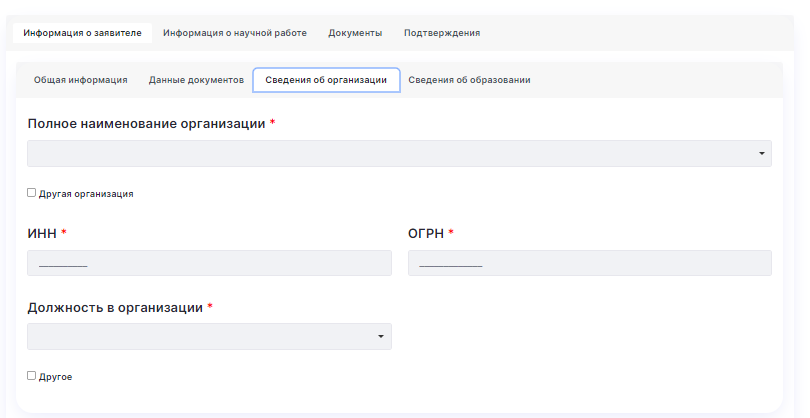 Информация о заявителе Информация о научной работе Документы Подтверждения
Общая информация Данные документов Сведения об организации Сведения об образовании
Полное наименование организации *
Другая организация
ИНН * ОГРН *
__________ _____________
Должность в организации *
Другое